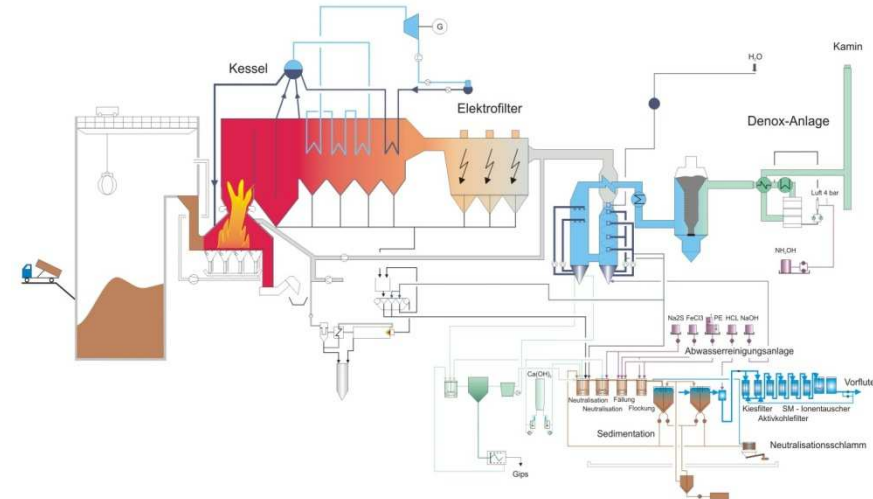 G
Kessel
Elektrofilter
H₂O
Kamin
Denox-Anlage
Luft 4 bar
NH₄OH
Na2S FeCl3 PE HCL NaOH
Abwasserreinigungsanlage
Ca(OH)₂
Neutralisation
Neutralisation
Fällung
Flockung
Sedimentation
Kiesfilter
Aktivkohlefilter
SM - Ionentauscher
Vorflute
Neutralisationsschlamm
Gips